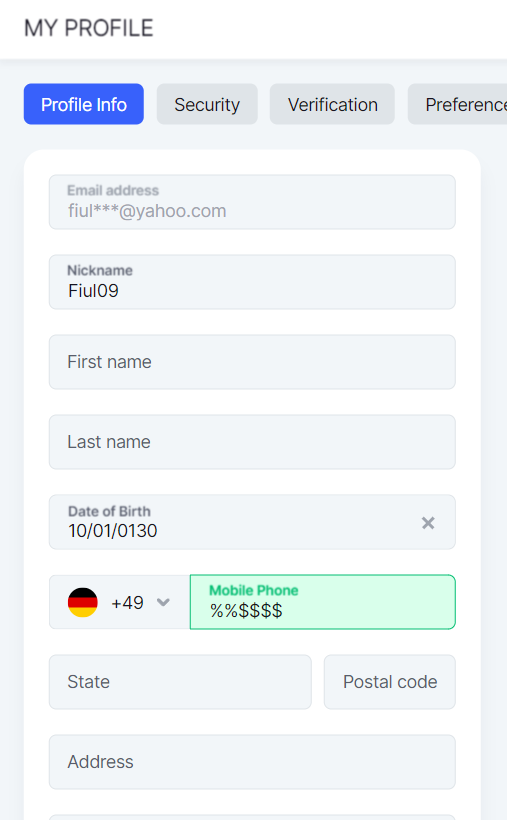 MY PROFILE
Profile Info Security Verification Preference
Email address
fiul***@yahoo.com
Nickname
Fiul09
First name
Last name
Date of Birth
10/01/0130
+49 Mobile Phone
%%$$$$
State Postal code
Address